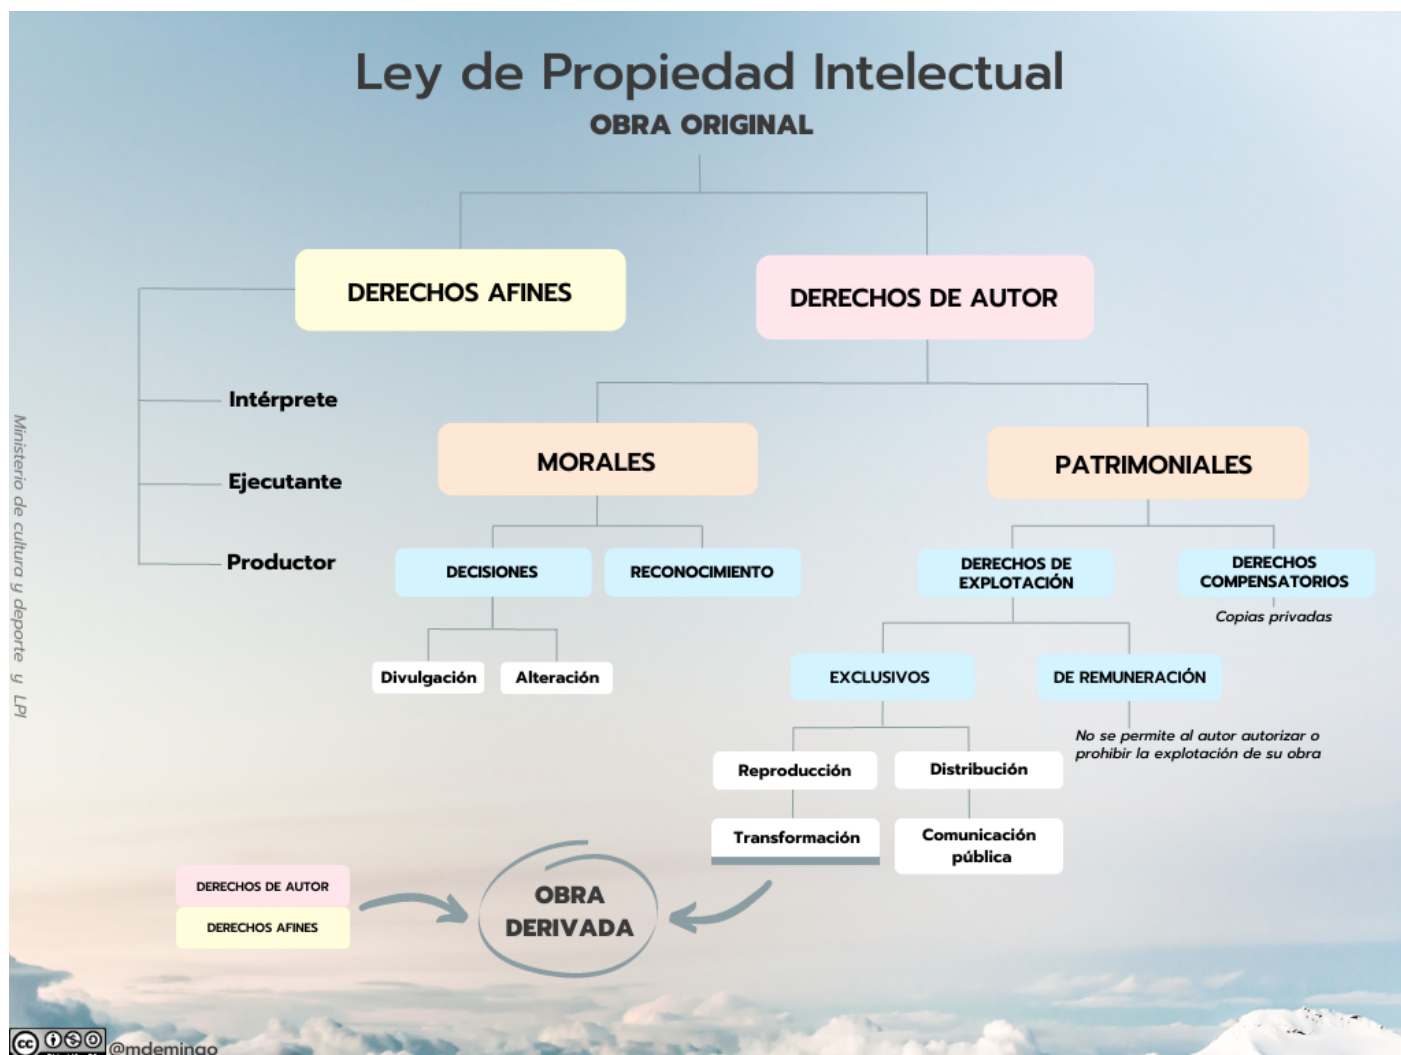 Ley de Propiedad Intelectual
OBRA ORIGINAL
DERECHOS AFINES
DERECHOS DE AUTOR
Intérprete
Ejecutante
Productor
MORALES
PATRIMONIALES
DECISIONES
RECONOCIMIENTO
DERECHOS DE
EXPLOTACIÓN
DERECHOS
COMPENSATORIOS
Copias privadas
Divulgación
Alteración
EXCLUSIVOS
DE REMUNERACIÓN
No se permite al autor autorizar o
prohibir la explotación de su obra
Reproducción
Distribución
Transformación
Comunicación
pública
DERECHOS DE AUTOR
DERECHOS AFINES
OBRA
DERIVADA
Ministerio de cultura y deporte y LPI
cc
@mdemingo